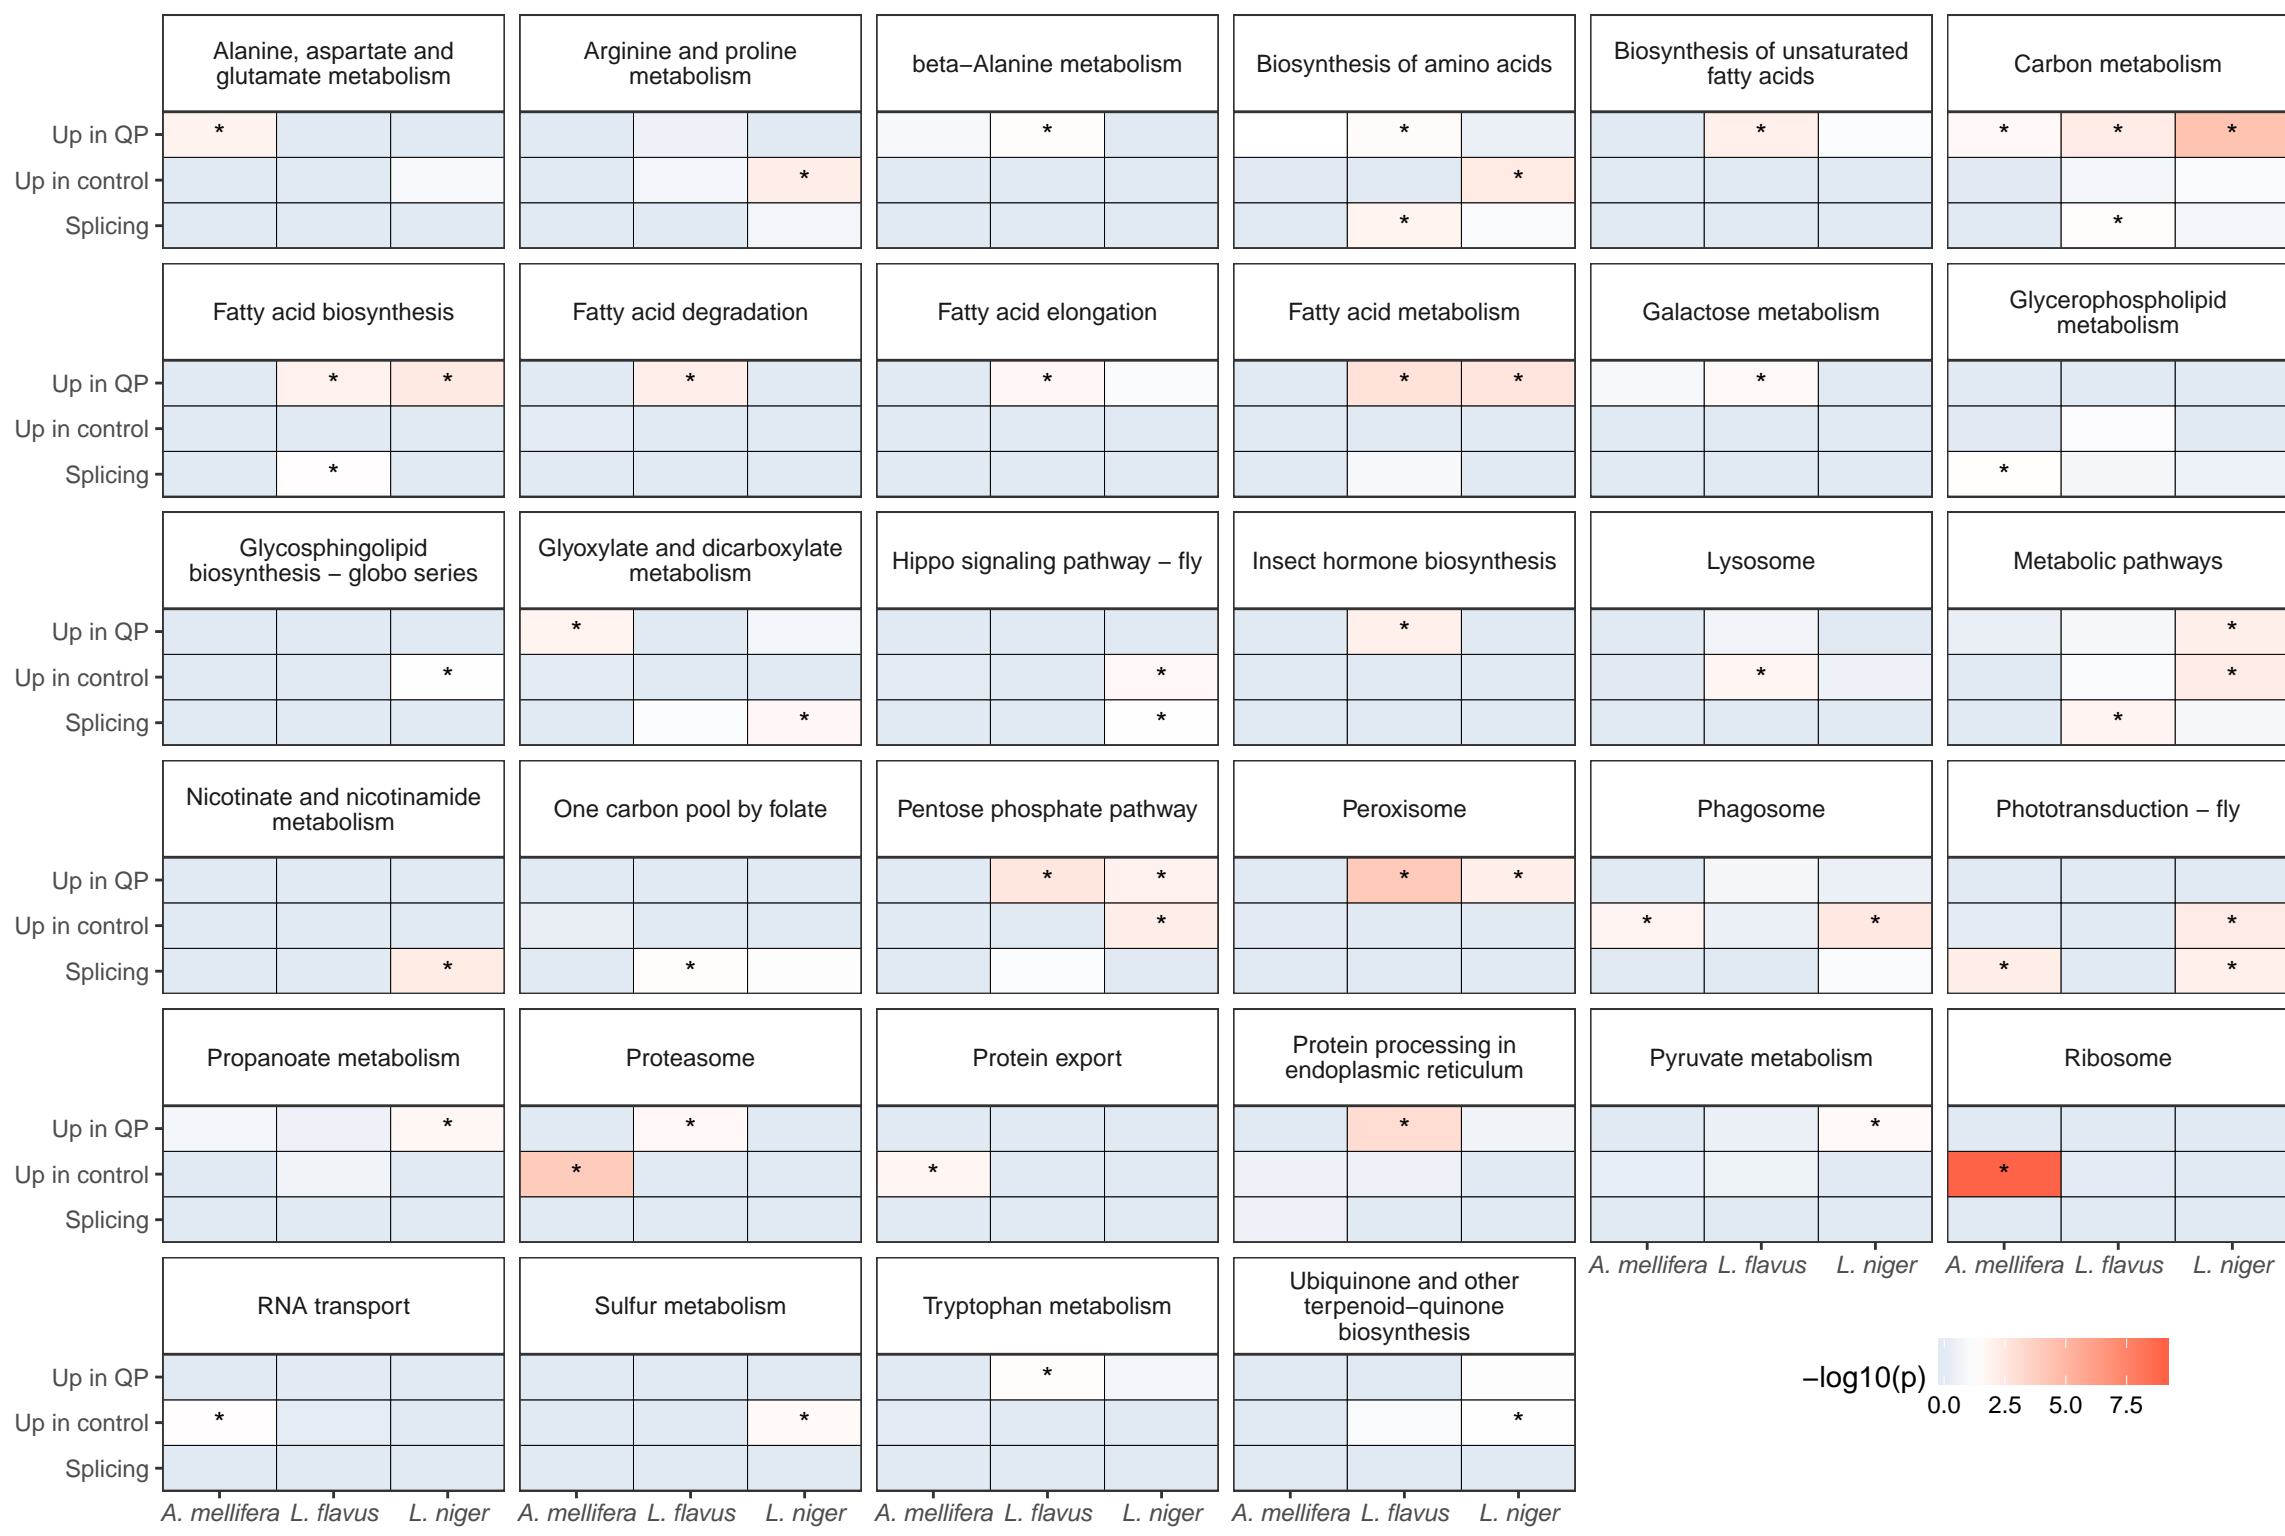 Alanine, aspartate and
glutamate metabolism
Arginine and proline
metabolism
beta−Alanine metabolism
Biosynthesis of amino acids
Biosynthesis of unsaturated
fatty acids
Carbon metabolism
Up in QP * * * * * * *
Up in control * *
Splicing * *
Fatty acid biosynthesis
Fatty acid degradation
Fatty acid elongation
Fatty acid metabolism
Galactose metabolism
Glycerophospholipid
metabolism
Up in QP * * * * * * *
Up in control
Splicing * *
Glycosphingolipid
biosynthesis − globo series
Glyoxylate and dicarboxylate
metabolism
Hippo signaling pathway − fly
Insect hormone biosynthesis
Lysosome
Metabolic pathways
Up in QP * * *
Up in control * * * *
Splicing * * *
Nicotinate and nicotinamide
metabolism
One carbon pool by folate
Pentose phosphate pathway
Peroxisome
Phagosome
Phototransduction − fly
Up in QP * * * *
Up in control * * * *
Splicing * * * *
Propanoate metabolism
Proteasome
Protein export
Protein processing in
endoplasmic reticulum
Pyruvate metabolism
Ribosome
Up in QP * * * *
Up in control * * *
Splicing
A. mellifera L. flavus L. niger A. mellifera L. flavus L. niger
RNA transport
Sulfur metabolism
Tryptophan metabolism
Ubiquinone and other
terpenoid−quinone
biosynthesis
Up in QP *
Up in control * * *
Splicing
A. mellifera L. flavus L. niger A. mellifera L. flavus L. niger A. mellifera L. flavus L. niger A. mellifera L. flavus L. niger
−log10(p)
0.0 2.5 5.0 7.5